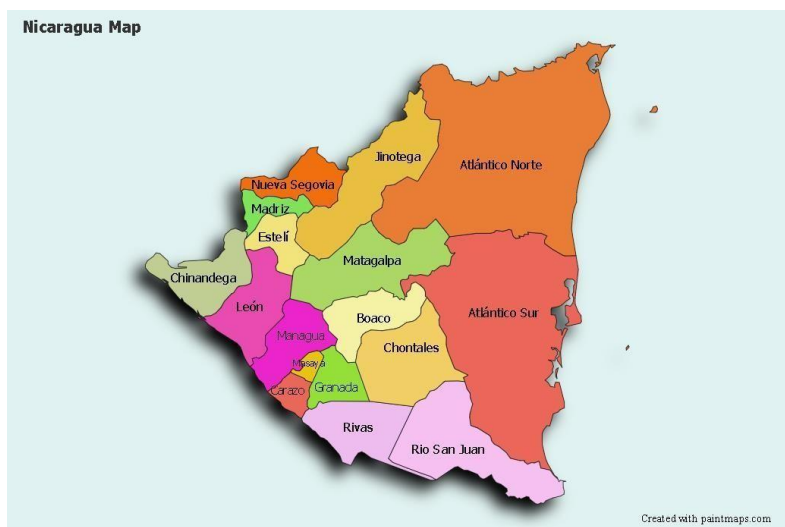 Nicaragua Map
Jinotega
Atlántico Norte
Nueva Segovia
Madriz
Estelí
Matagalpa
Chinandega
León
Boaco
Atlántico Sur
Managua
Chontales
Masaya
Carazo
Granada
Rivas
Rio San Juan
Created with paintmaps.com